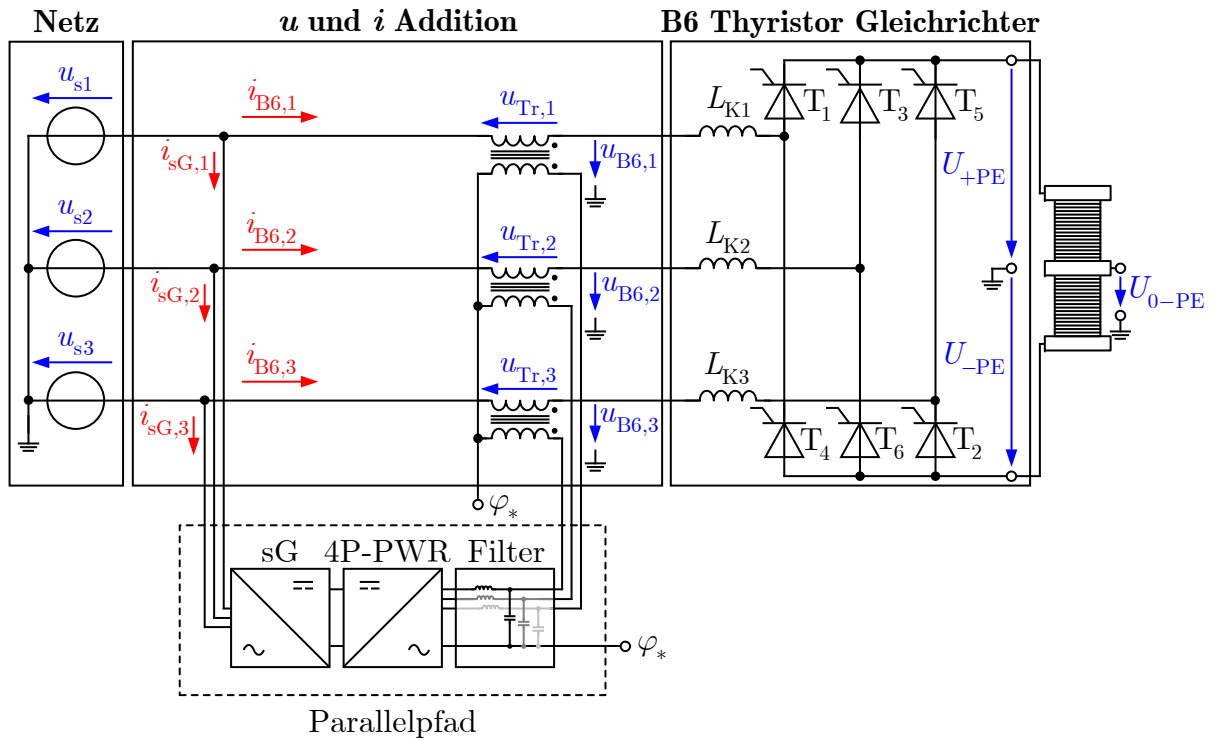 Netz
u und i Addition
B6 Thyristor Gleichrichter
u_s1
i_B6,1
u_Tr,1
L_K1
T_1
T_3
T_5
i_sG,1
u_B6,1
U_+PE
u_s2
i_B6,2
u_Tr,2
L_K2
i_sG,2
u_B6,2
U_0−PE
u_s3
i_B6,3
u_Tr,3
L_K3
U_−PE
i_sG,3
u_B6,3
T_4
T_6
T_2
φ_*
sG
4P-PWR
Filter
φ_*
Parallelpfad